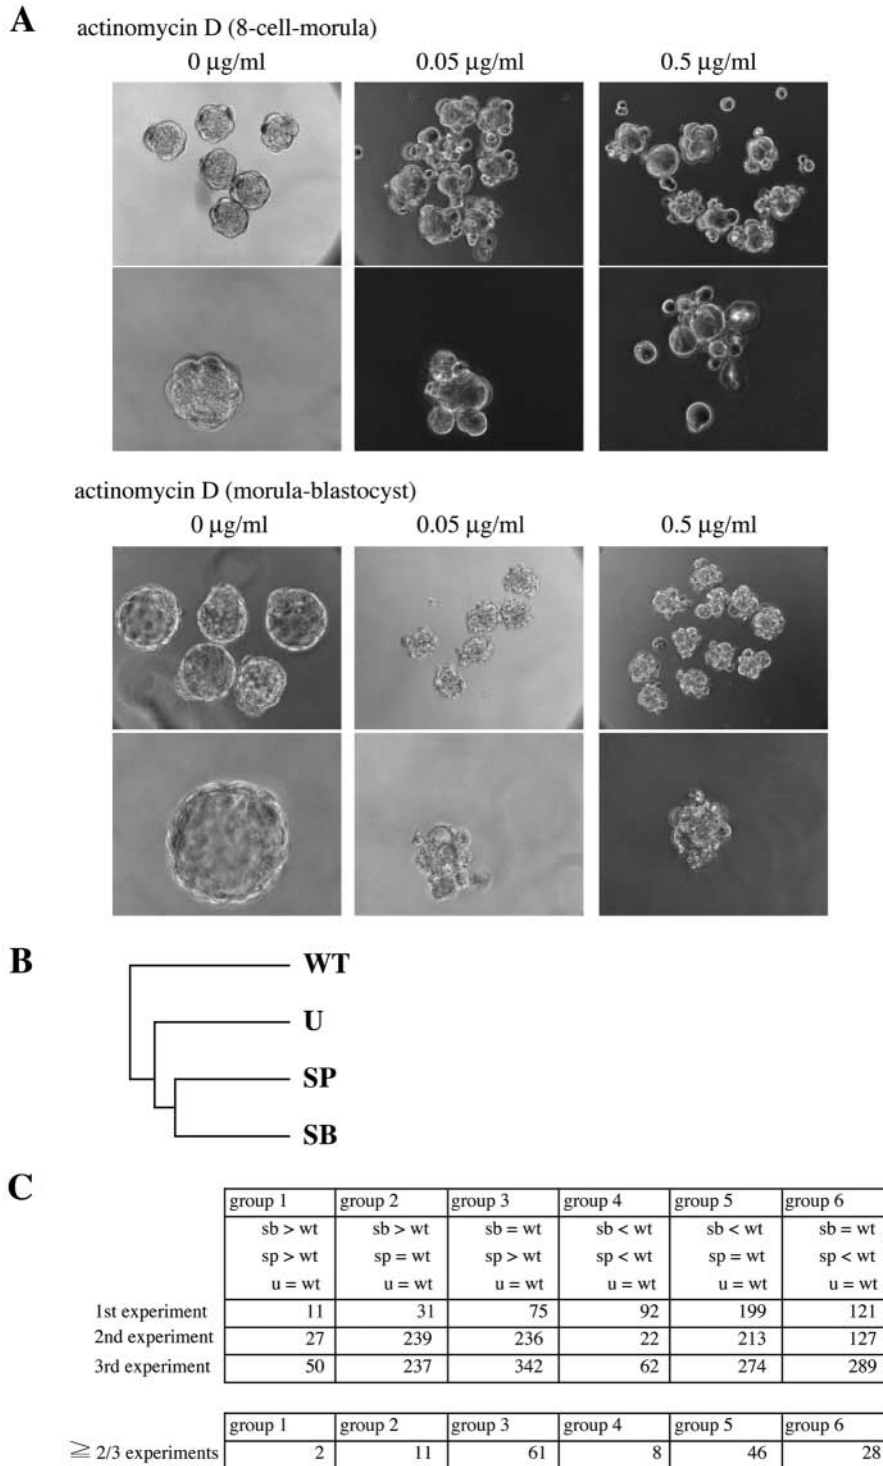 A
actinomycin D (8-cell-morula)
0 μg/ml 0.05 μg/ml 0.5 μg/ml
actinomycin D (morula-blastocyst)
0 μg/ml 0.05 μg/ml 0.5 μg/ml
B
WT
U
SP
SB
C
group 1 group 2 group 3 group 4 group 5 group 6
sb > wt sb > wt sb = wt sb < wt sb < wt sb = wt
sp > wt sp = wt sp > wt sp < wt sp = wt sp < wt
u = wt u = wt u = wt u = wt u = wt u = wt
1st experiment 11 31 75 92 199 121
2nd experiment 27 239 236 22 213 127
3rd experiment 50 237 342 62 274 289
group 1 group 2 group 3 group 4 group 5 group 6
≧ 2/3 experiments 2 11 61 8 46 28